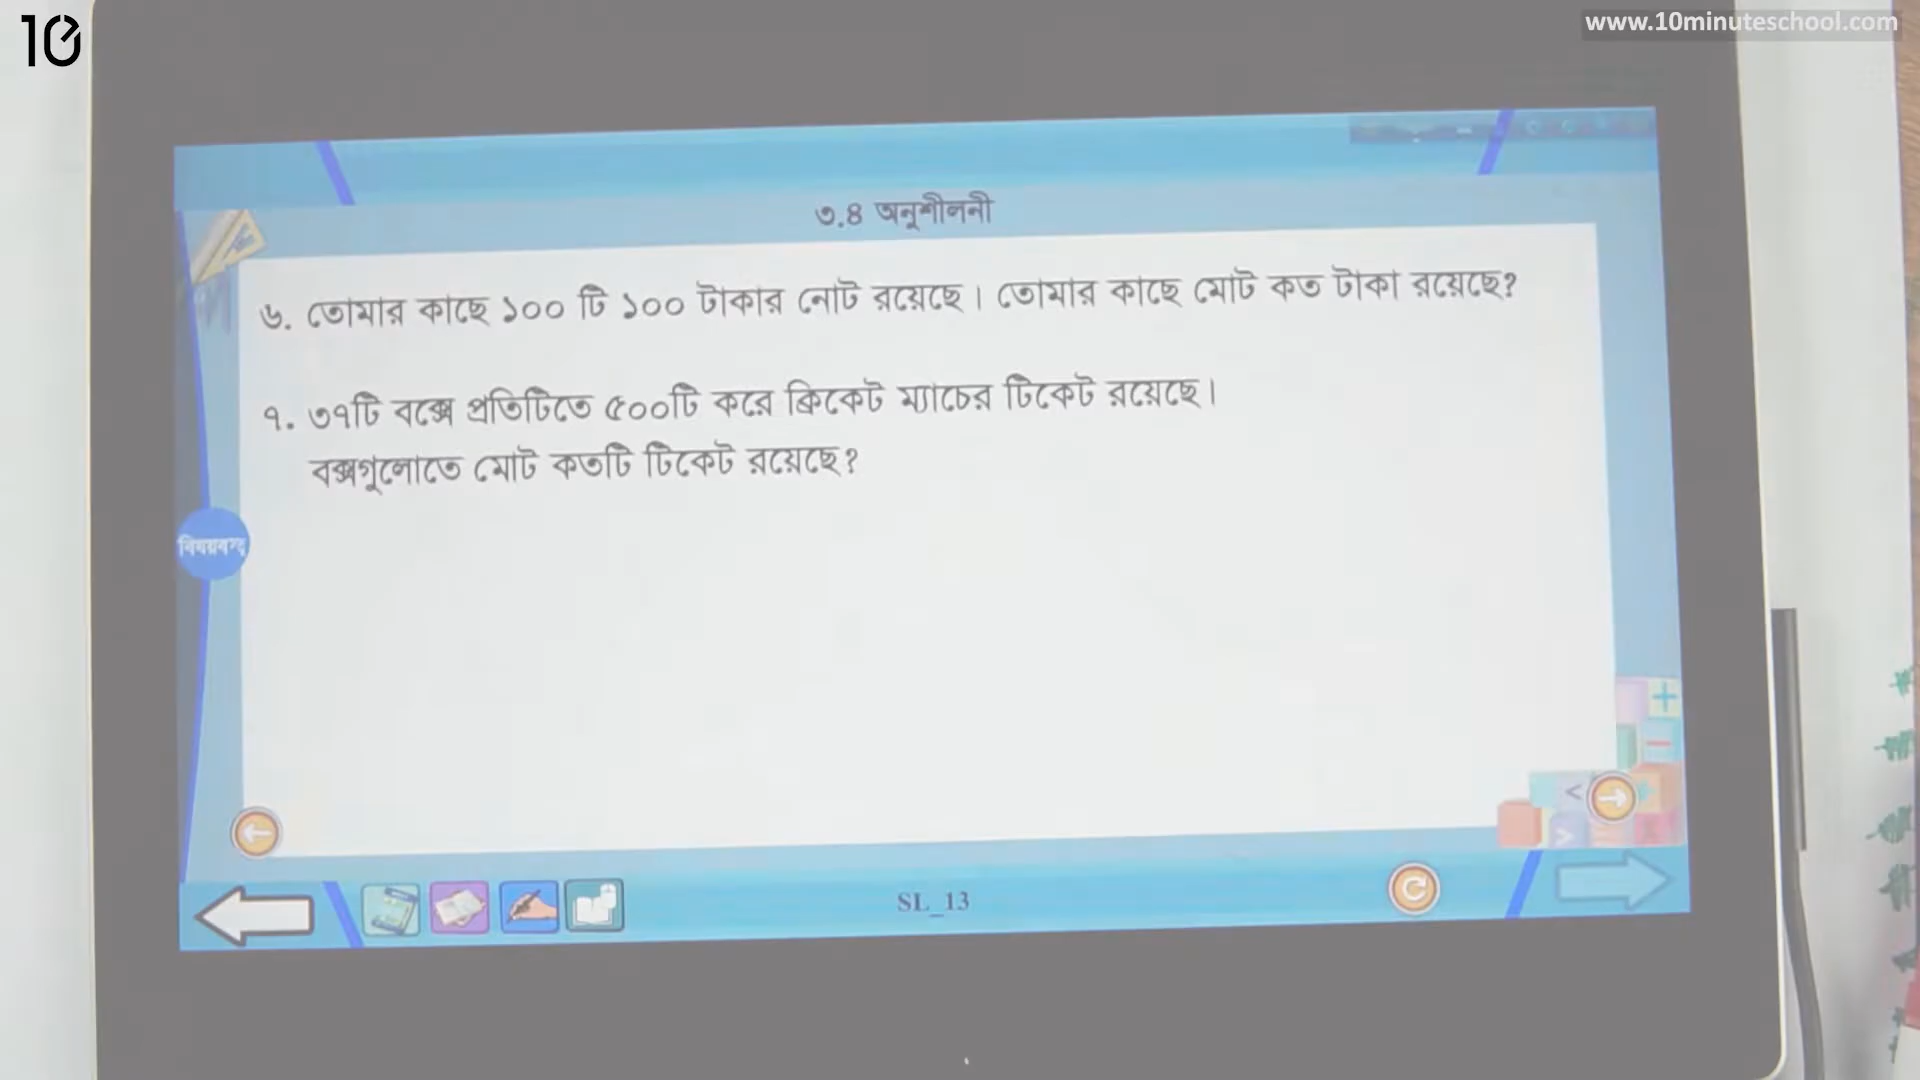 10
www.10minuteschool.com
৩.৪ অনুশীলনী
৬. তোমার কাছে ১০০ টি ১০০ টাকার নোট রয়েছে। তোমার কাছে মোট কত টাকা রয়েছে?
৭. ৩৭টি বক্সে প্রতিটিতে ৫০০টি করে ক্রিকেট ম্যাচের টিকেট রয়েছে।
বক্সগুলোতে মোট কতটি টিকেট রয়েছে?
বিষয়বস্তু
SL_13